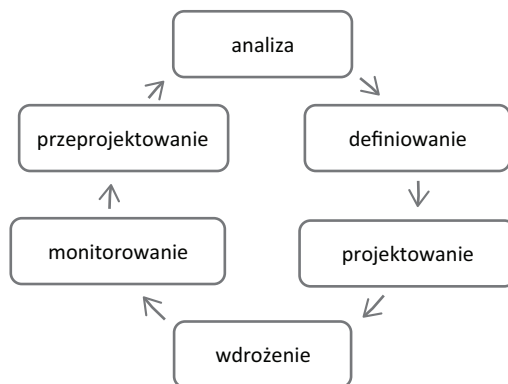 analiza
definiowanie
projektowanie
wdrożenie
monitorowanie
przeprojektowanie